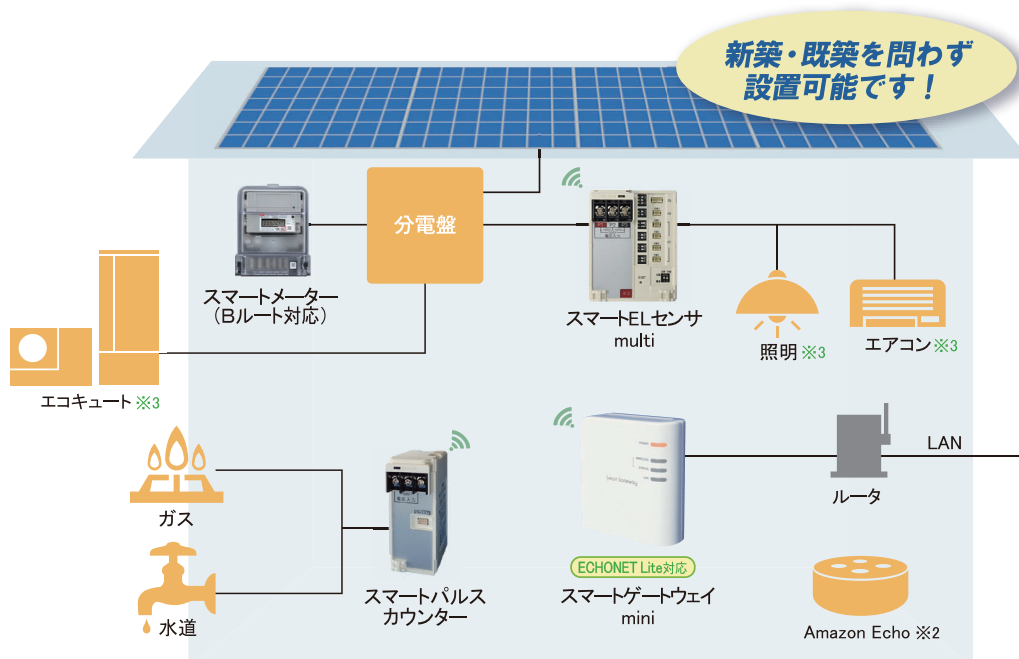 新築・既築を問わず
設置可能です！
分電盤
スマートメーター
（Bルート対応）
スマートELセンサ
multi
照明 ※3
エアコン ※3
エコキュート ※3
LAN
ルータ
ガス
水道
スマートパルス
カウンター
Smart Gateway
ECHONET Lite対応
スマートゲートウェイ
mini
Amazon Echo ※2